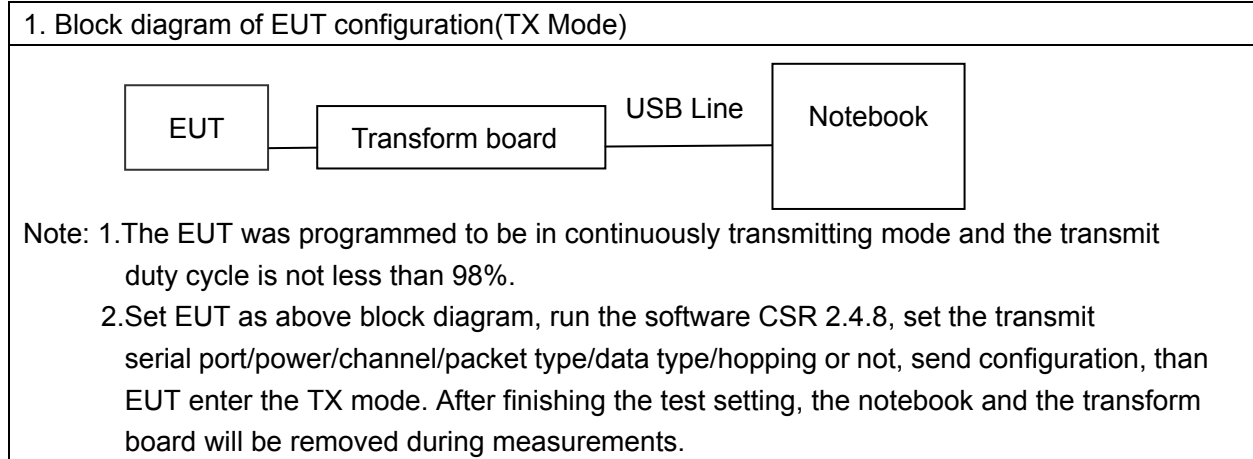 1. Block diagram of EUT configuration(TX Mode)
EUT
Transform board
USB Line
Notebook
Note: 1.The EUT was programmed to be in continuously transmitting mode and the transmit
duty cycle is not less than 98%.
2.Set EUT as above block diagram, run the software CSR 2.4.8, set the transmit
serial port/power/channel/packet type/data type/hopping or not, send configuration, than
EUT enter the TX mode. After finishing the test setting, the notebook and the transform
board will be removed during measurements.